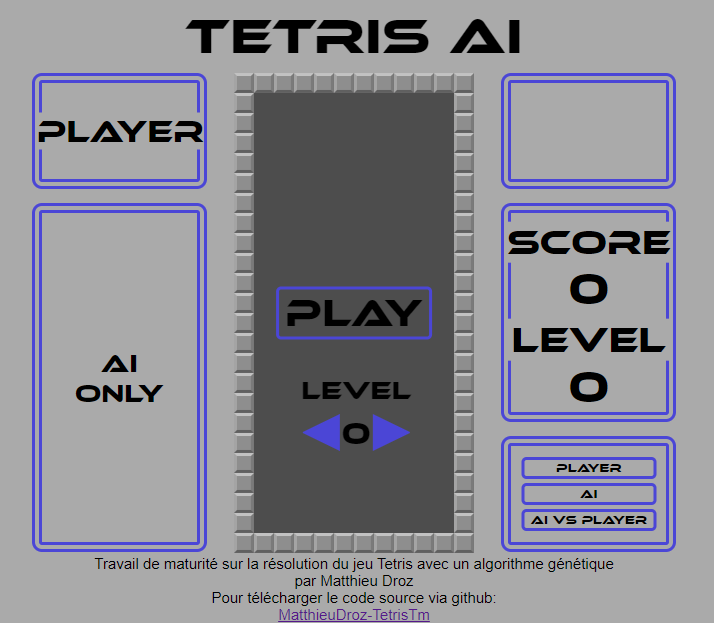 TETRIS AI
PLAYER
AI
ONLY
PLAY
LEVEL
0
SCORE
0
LEVEL
0
PLAYER
AI
AI VS PLAYER
Travail de maturité sur la résolution du jeu Tetris avec un algorithme génétique
par Matthieu Droz
Pour télécharger le code source via github:
MatthieuDroz-TetrisTm